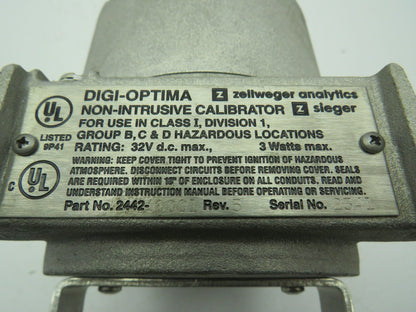 DIGI-OPTIMA Z zellweger analytics
NON-INTRUSIVE CALIBRATOR Z sieger
FOR USE IN CLASS I, DIVISION 1,
GROUP B, C & D HAZARDOUS LOCATIONS
RATING: 32V d.c. max., 3 Watts max.
UL
LISTED
9P41
C UL
WARNING: KEEP COVER TIGHT TO PREVENT IGNITION OF HAZARDOUS
ATMOSPHERE. DISCONNECT CIRCUITS BEFORE REMOVING COVER. SEALS
ARE REQUIRED WITHIN 18" OF ENCLOSURE ON ALL CONDUITS. READ AND
UNDERSTAND INSTRUCTION MANUAL BEFORE OPERATING OR SERVICING.
Part No. 2442- Rev. Serial No.